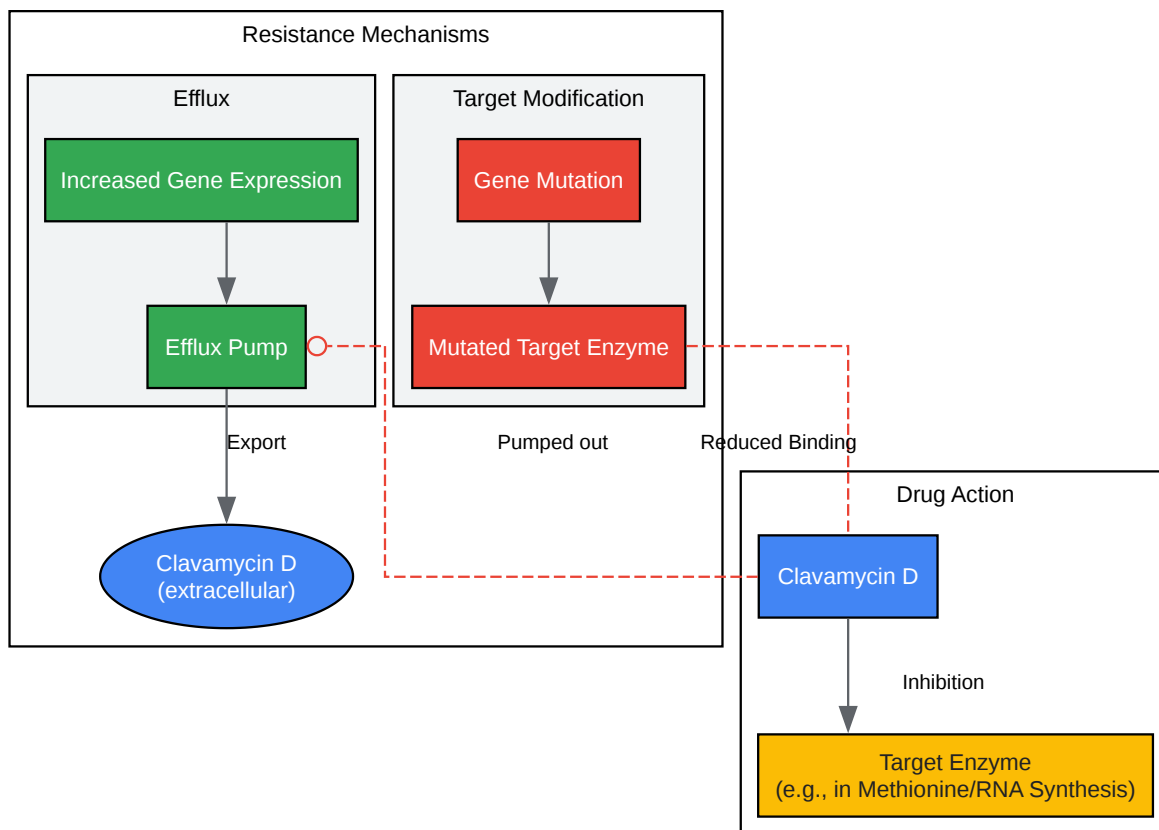 Resistance Mechanisms
Efflux
Target Modification
Increased Gene Expression
Gene Mutation
Efflux Pump
Mutated Target Enzyme
Export
Pumped out
Reduced Binding
Drug Action
Clavamycin D
(extracellular)
Clavamycin D
Inhibition
Target Enzyme
(e.g., in Methionine/RNA Synthesis)